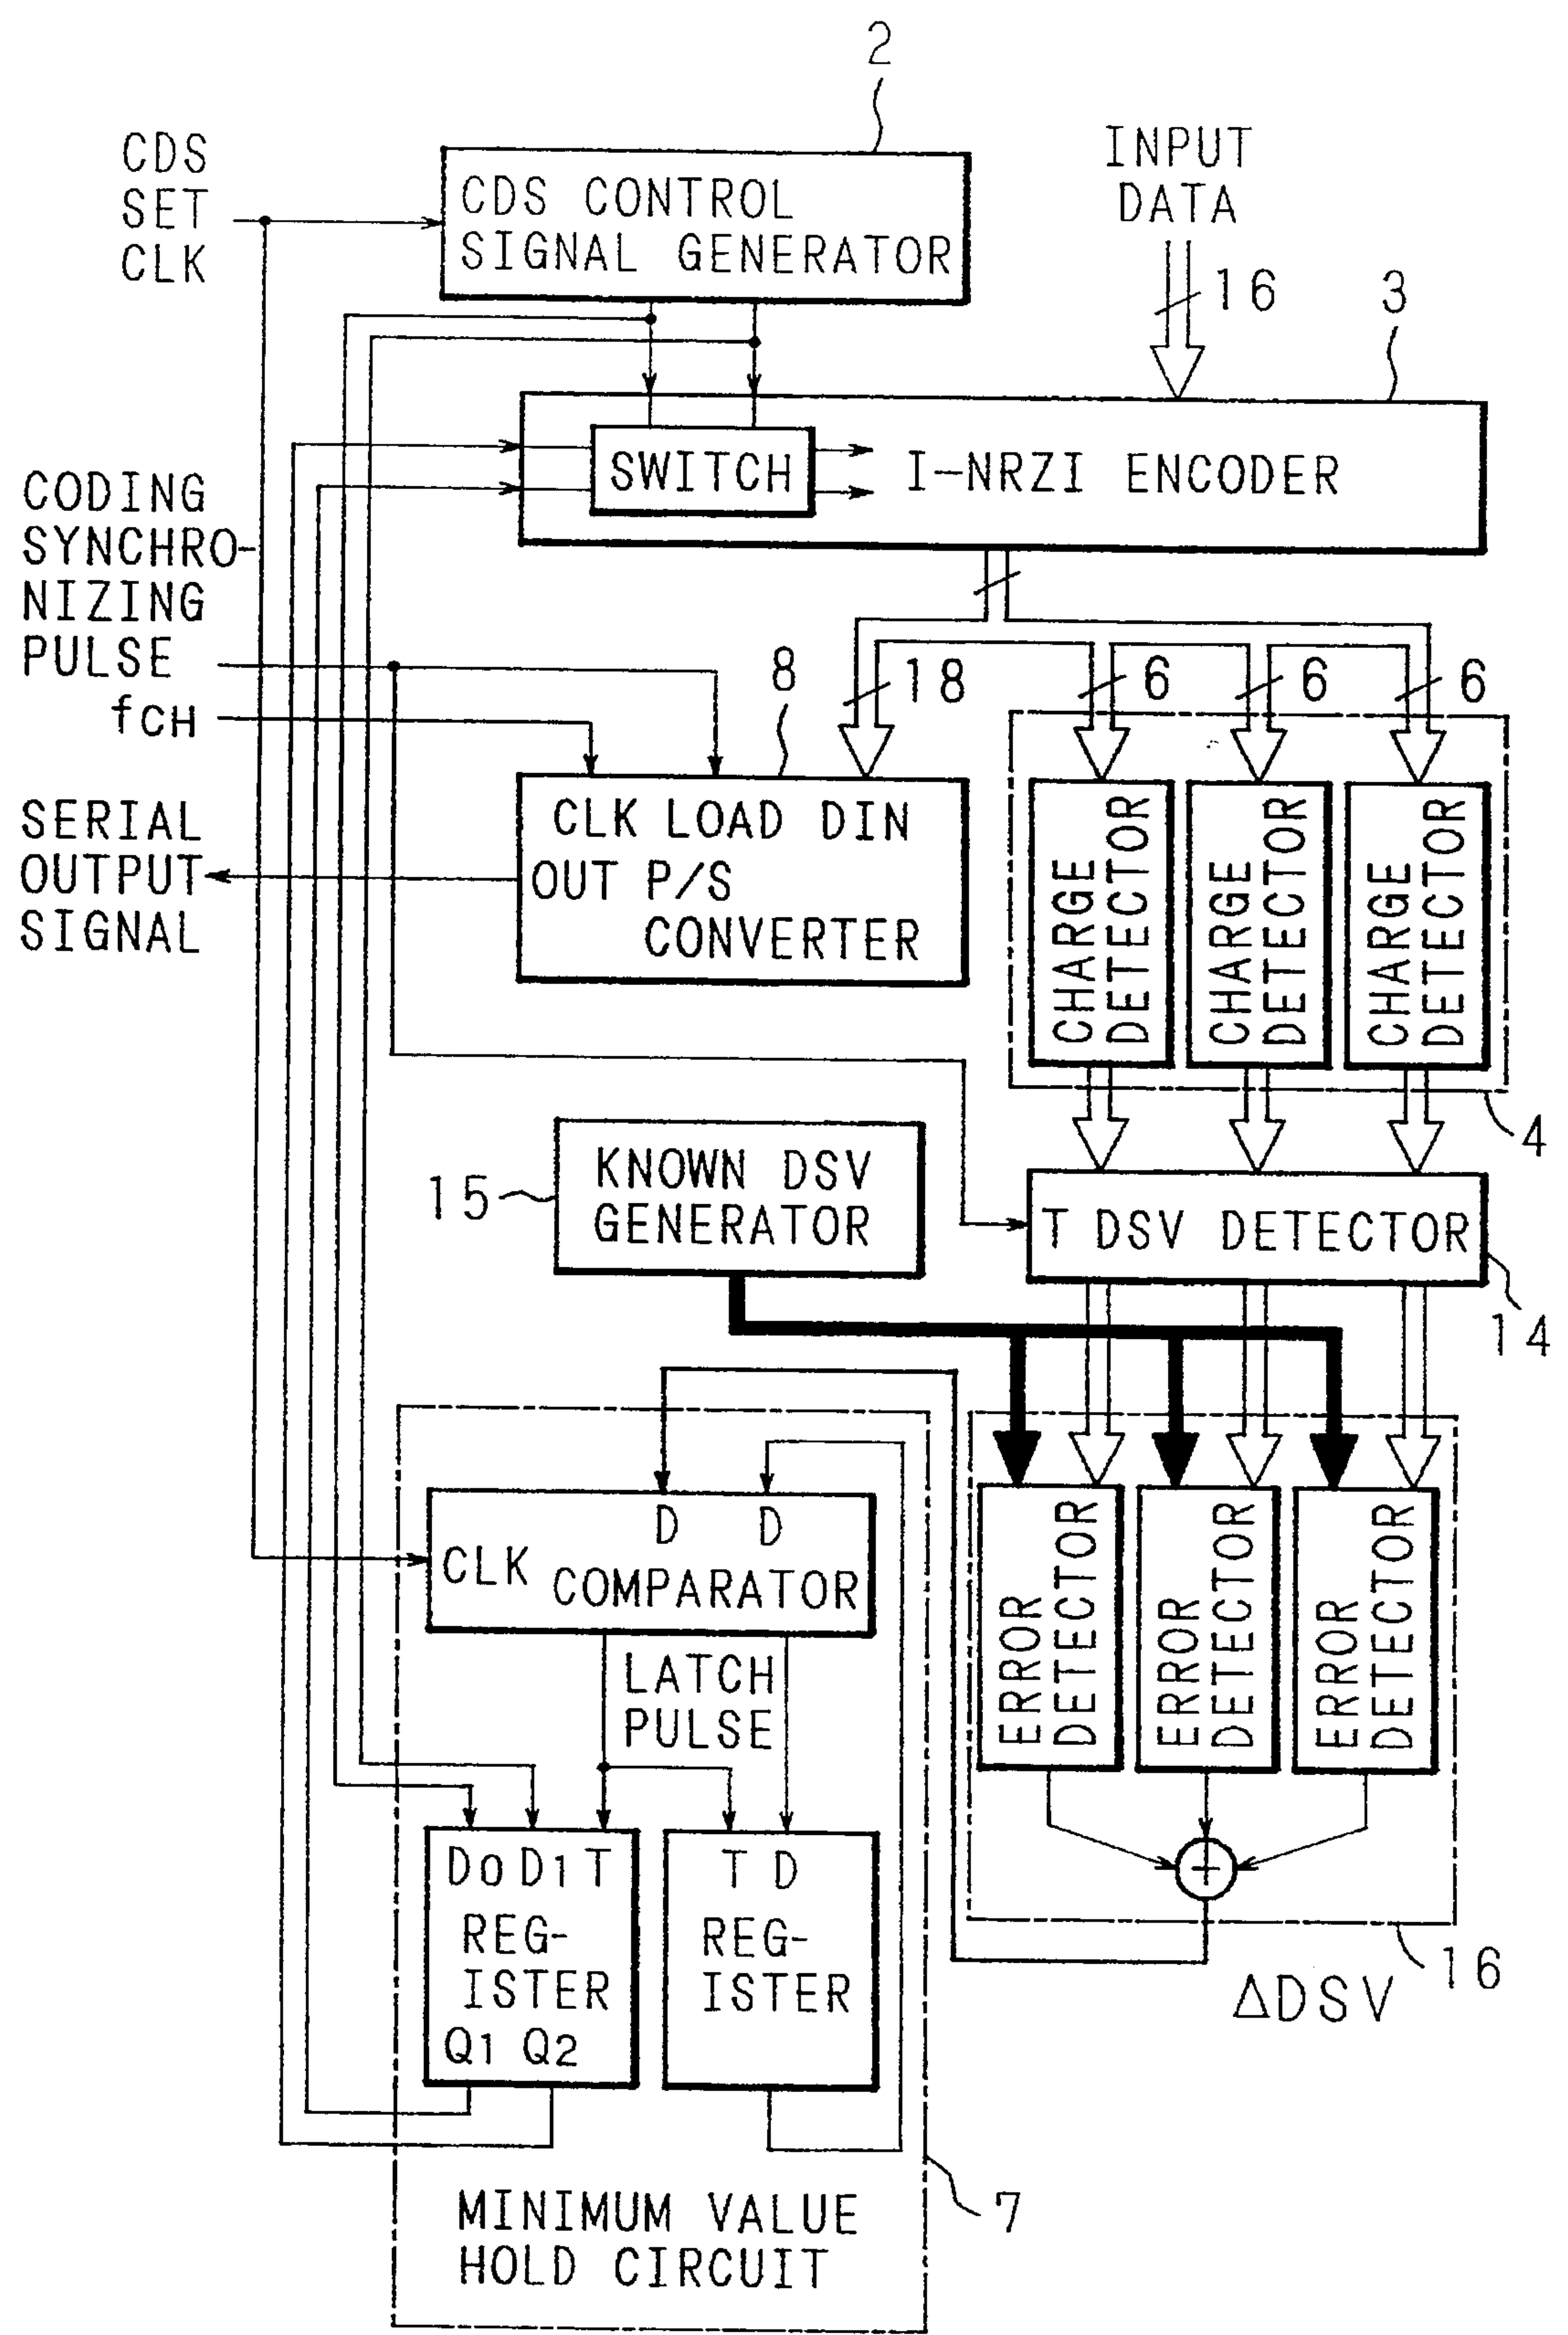 2
CDS
SET
CLK
CDS CONTROL
SIGNAL GENERATOR
INPUT
DATA
16
3
SWITCH
I-NRZI ENCODER
CODING
SYNCHRO-
NIZING
PULSE
fCH
8
18
6
6
6
SERIAL
OUTPUT
SIGNAL
CLK LOAD DIN
OUT P/S
CONVERTER
CHARGE
DETECTOR
CHARGE
DETECTOR
CHARGE
DETECTOR
4
15
KNOWN DSV
GENERATOR
T DSV DETECTOR
14
D D
CLK COMPARATOR
LATCH
PULSE
ERROR
DETECTOR
ERROR
DETECTOR
ERROR
DETECTOR
D0 D1 T
REG-
ISTER
Q1 Q2
T D
REG-
ISTER
16
ΔDSV
7
MINIMUM VALUE
HOLD CIRCUIT